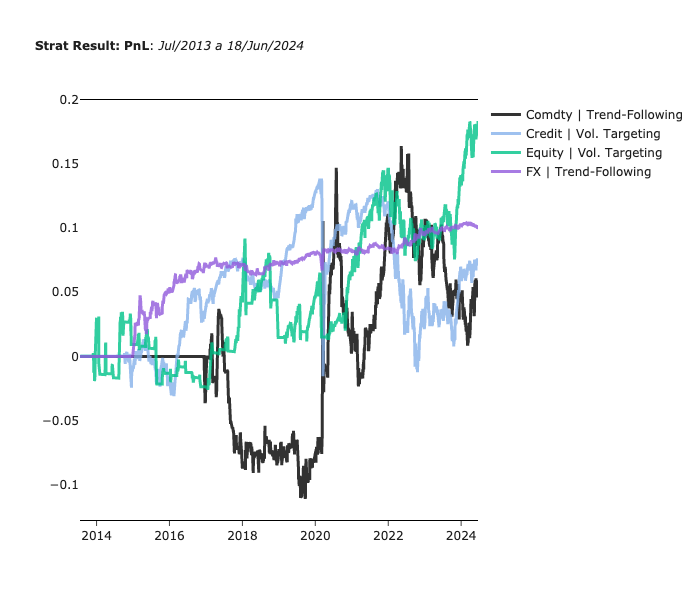 Strat Result: PnL: Jul/2013 a 18/Jun/2024
0.2
0.15
0.1
0.05
0
−0.05
−0.1
2014 2016 2018 2020 2022 2024
Comdty | Trend-Following
Credit | Vol. Targeting
Equity | Vol. Targeting
FX | Trend-Following